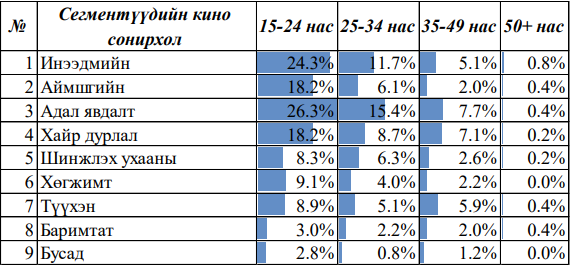 № Сегментүүдийн кино сонирхол 15-24 нас 25-34 нас 35-49 нас 50+ нас
1 Инээдмийн 24.3% 11.7% 5.1% 0.8%
2 Аймшгийн 18.2% 6.1% 2.0% 0.4%
3 Адал явдалт 26.3% 15.4% 7.7% 0.4%
4 Хайр дурлал 18.2% 8.7% 7.1% 0.2%
5 Шинжлэх ухааны 8.3% 6.3% 2.6% 0.2%
6 Хөгжимт 9.1% 4.0% 2.2% 0.0%
7 Түүхэн 8.9% 5.1% 5.9% 0.4%
8 Баримтат 3.0% 2.2% 2.0% 0.4%
9 Бусад 2.8% 0.8% 1.2% 0.0%